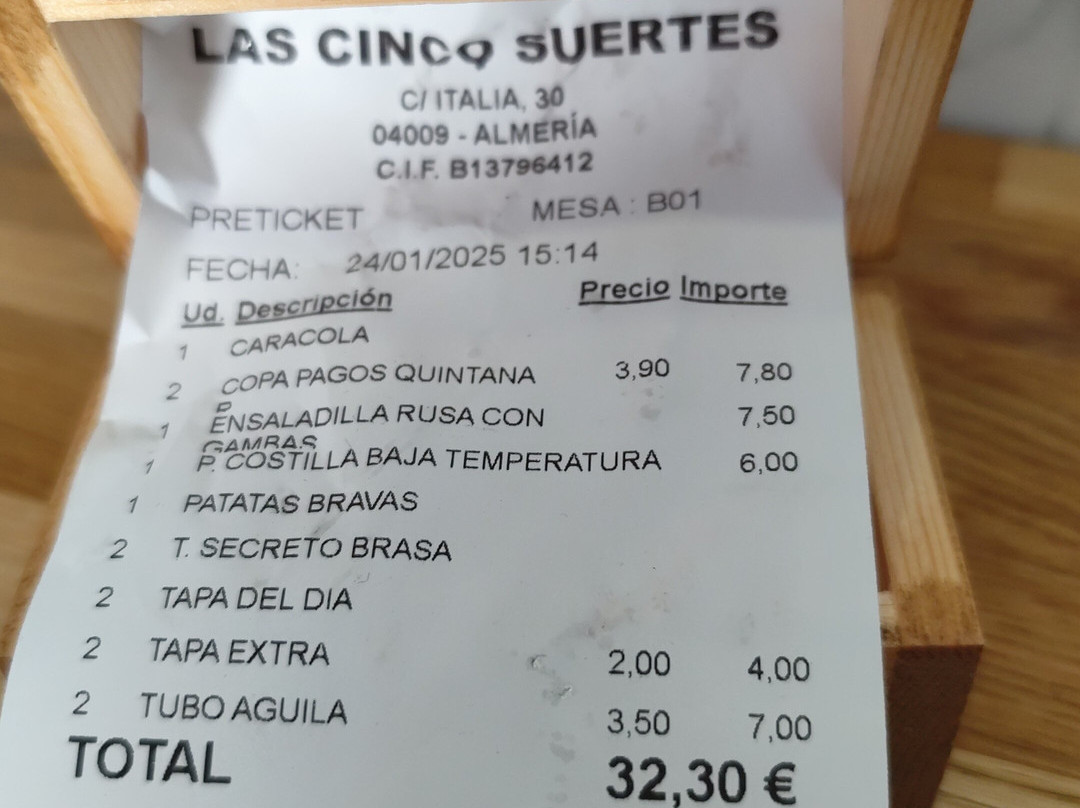 LAS CINCO SUERTES
C/ ITALIA, 30
04009 - ALMERÍA
C.I.F. B13796412
PRETICKET MESA : B01
FECHA: 24/01/2025 15:14
Ud. Descripción Precio Importe
1 CARACOLA
2 COPA PAGOS QUINTANA 3,90 7,80
P
1 ENSALADILLA RUSA CON 7,50
GAMBAS
1 P. COSTILLA BAJA TEMPERATURA 6,00
1 PATATAS BRAVAS
2 T. SECRETO BRASA
2 TAPA DEL DIA
2 TAPA EXTRA 2,00 4,00
2 TUBO AGUILA 3,50 7,00
TOTAL 32,30 €